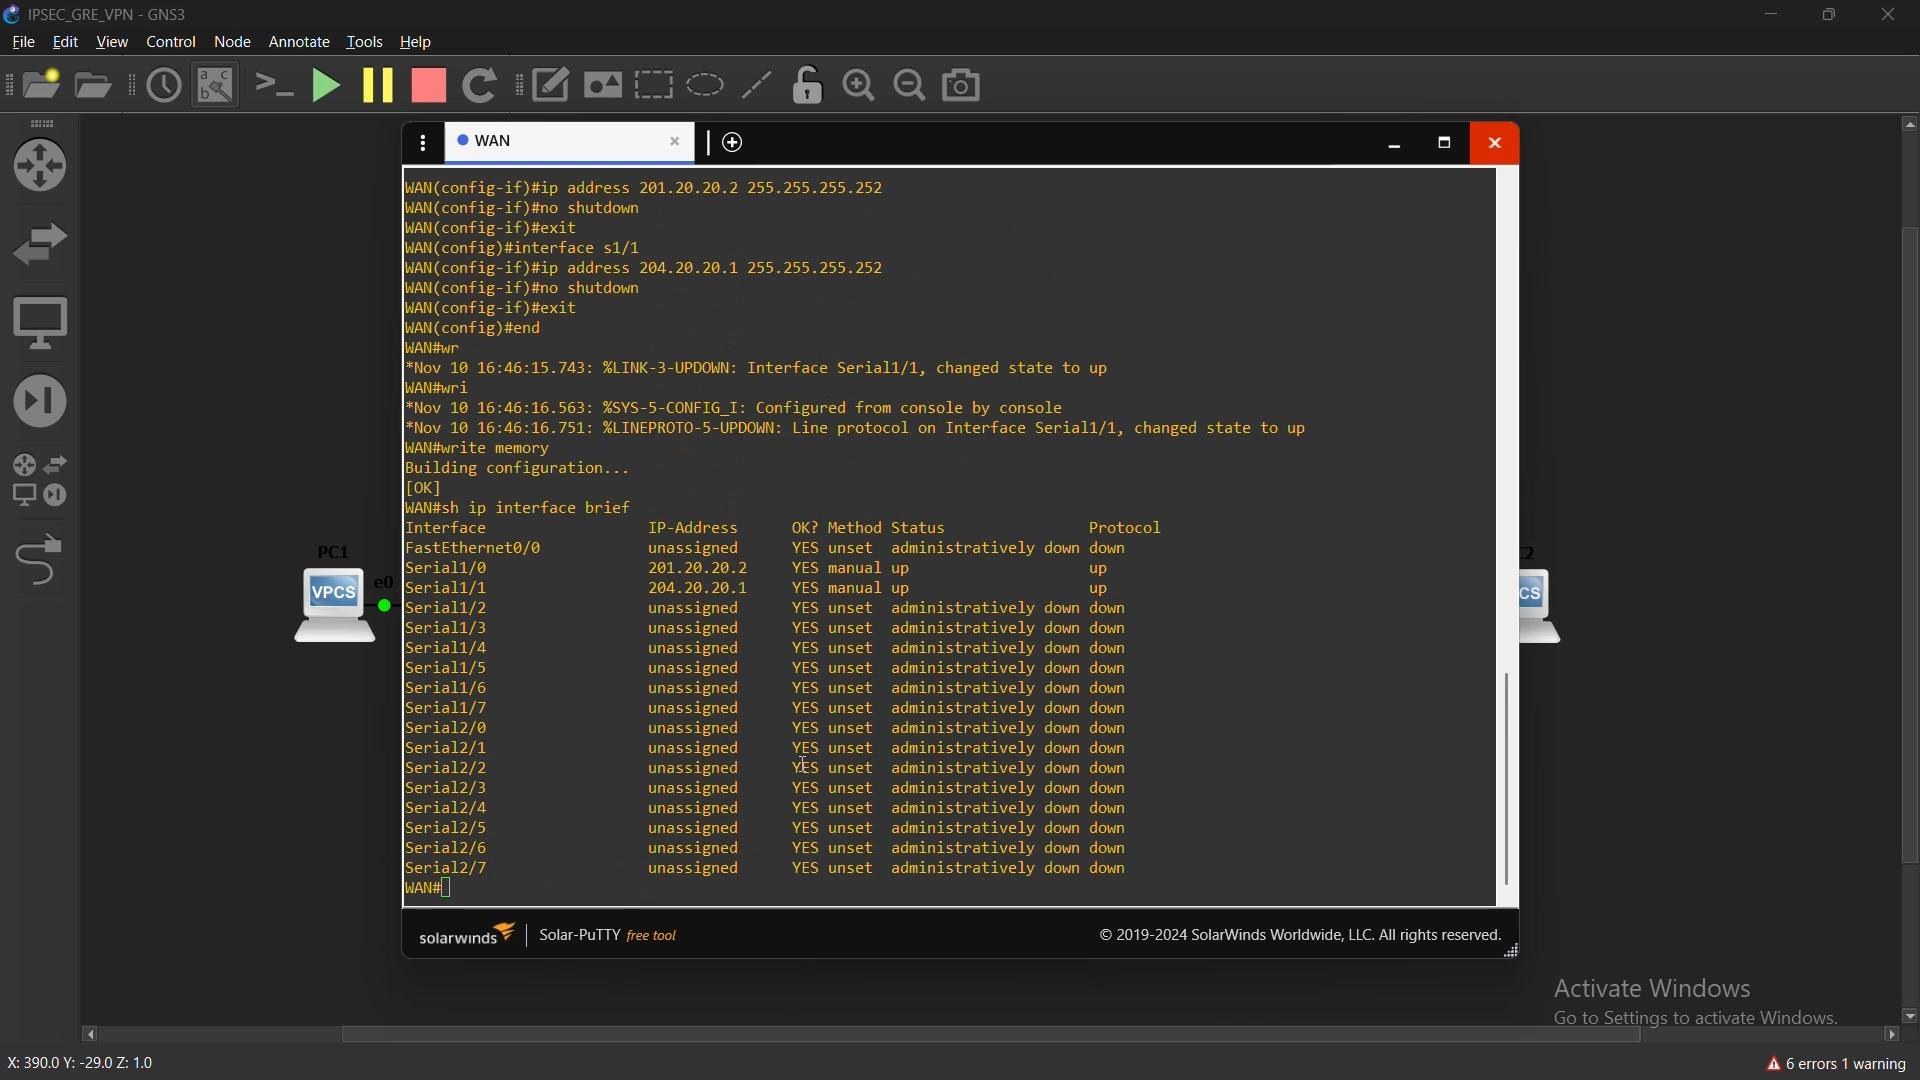 IPSEC_GRE_VPN - GNS3
File Edit View Control Node Annotate Tools Help
WAN
WAN(config-if)#ip address 201.20.20.2 255.255.255.252
WAN(config-if)#no shutdown
WAN(config-if)#exit
WAN(config)#interface s1/1
WAN(config-if)#ip address 204.20.20.1 255.255.255.252
WAN(config-if)#no shutdown
WAN(config-if)#exit
WAN(config)#end
WAN#wr
*Nov 10 16:46:15.743: %LINK-3-UPDOWN: Interface Serial1/1, changed state to up
WAN#wri
*Nov 10 16:46:16.563: %SYS-5-CONFIG_I: Configured from console by console
*Nov 10 16:46:16.751: %LINEPROTO-5-UPDOWN: Line protocol on Interface Serial1/1, changed state to up
WAN#write memory
Building configuration...
[OK]
WAN#sh ip interface brief
Interface IP-Address OK? Method Status Protocol
FastEthernet0/0 unassigned YES unset administratively down down
Serial1/0 201.20.20.2 YES manual up up
Serial1/1 204.20.20.1 YES manual up up
Serial1/2 unassigned YES unset administratively down down
Serial1/3 unassigned YES unset administratively down down
Serial1/4 unassigned YES unset administratively down down
Serial1/5 unassigned YES unset administratively down down
Serial1/6 unassigned YES unset administratively down down
Serial1/7 unassigned YES unset administratively down down
Serial2/0 unassigned YES unset administratively down down
Serial2/1 unassigned YES unset administratively down down
Serial2/2 unassigned YES unset administratively down down
Serial2/3 unassigned YES unset administratively down down
Serial2/4 unassigned YES unset administratively down down
Serial2/5 unassigned YES unset administratively down down
Serial2/6 unassigned YES unset administratively down down
Serial2/7 unassigned YES unset administratively down down
WAN#
PC1
VPCS e0
C2
CS
solarwinds Solar-PuTTY free tool © 2019-2024 SolarWinds Worldwide, LLC. All rights reserved.
Activate Windows
Go to Settings to activate Windows.
X: 390.0 Y: -29.0 Z: 1.0
6 errors 1 warning